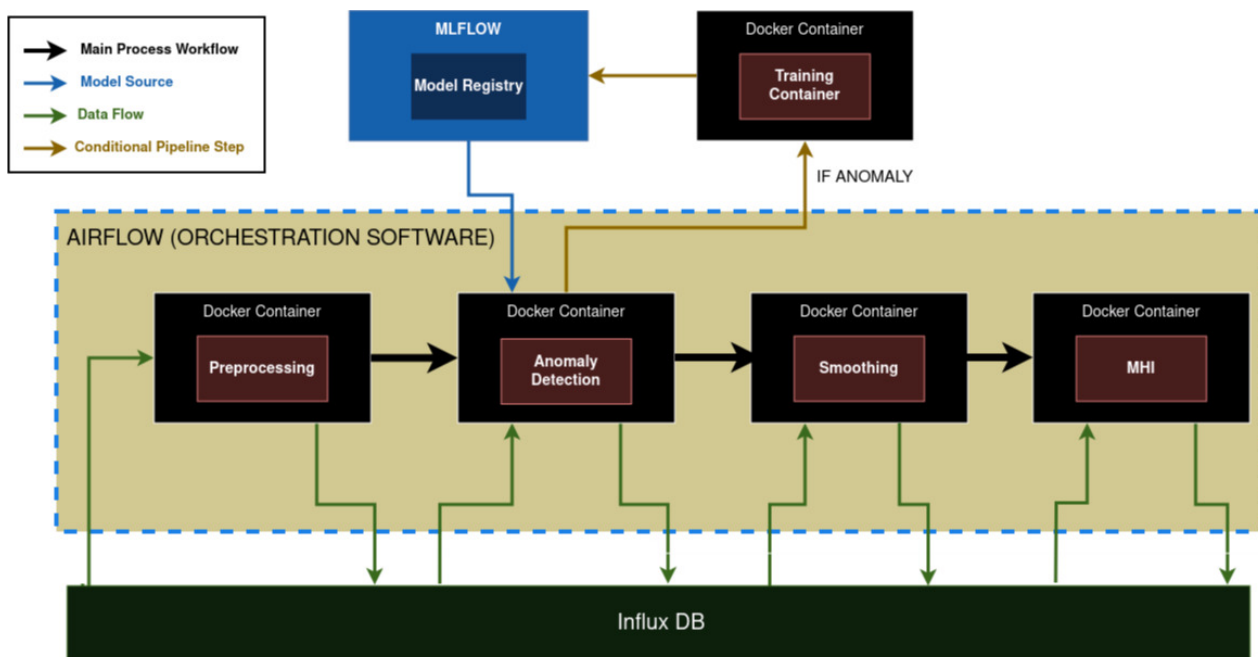 Main Process Workflow
Model Source
Data Flow
Conditional Pipeline Step
MLFLOW
Model Registry
Docker Container
Training
Container
IF ANOMALY
AIRFLOW (ORCHESTRATION SOFTWARE)
Docker Container
Preprocessing
Docker Container
Anomaly
Detection
Docker Container
Smoothing
Docker Container
MHI
Influx DB